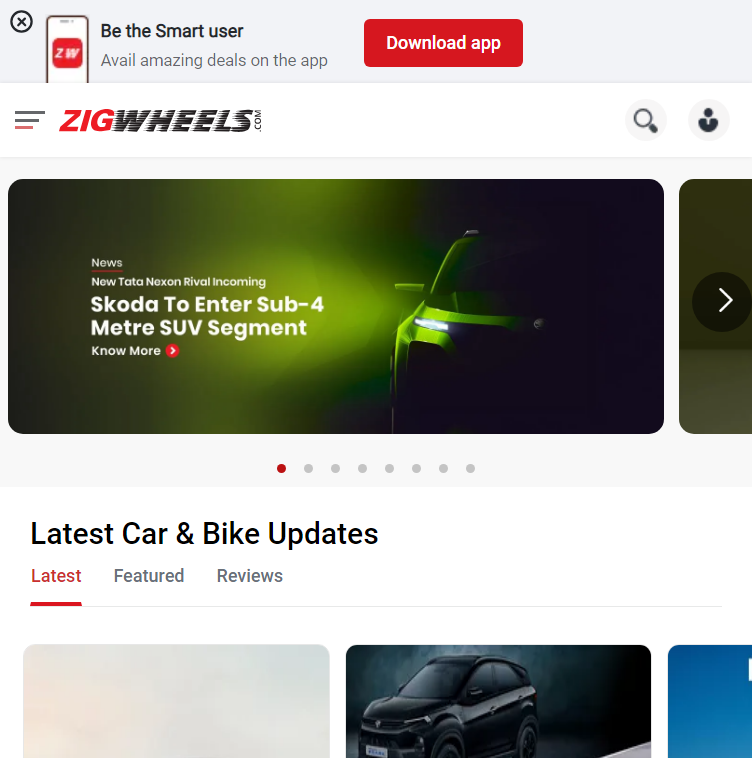 Be the Smart user
Avail amazing deals on the app
Download app
ZW
ZIGWHEELS.COM
News
New Tata Nexon Rival Incoming
Skoda To Enter Sub-4
Metre SUV Segment
Know More
Latest Car & Bike Updates
Latest
Featured
Reviews